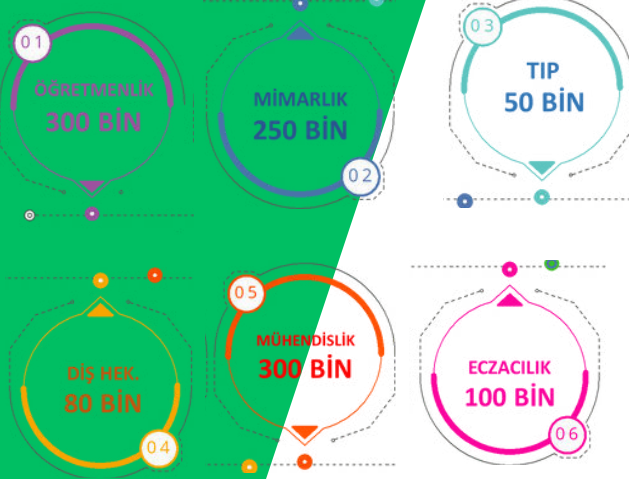 01
ÖĞRETMENLİK
300 BİN
MİMARLIK
250 BİN
02
03
TIP
50 BİN
DİŞ HEK.
80 BİN
04
05
MÜHENDİSLİK
300 BİN
ECZACILIK
100 BİN
06